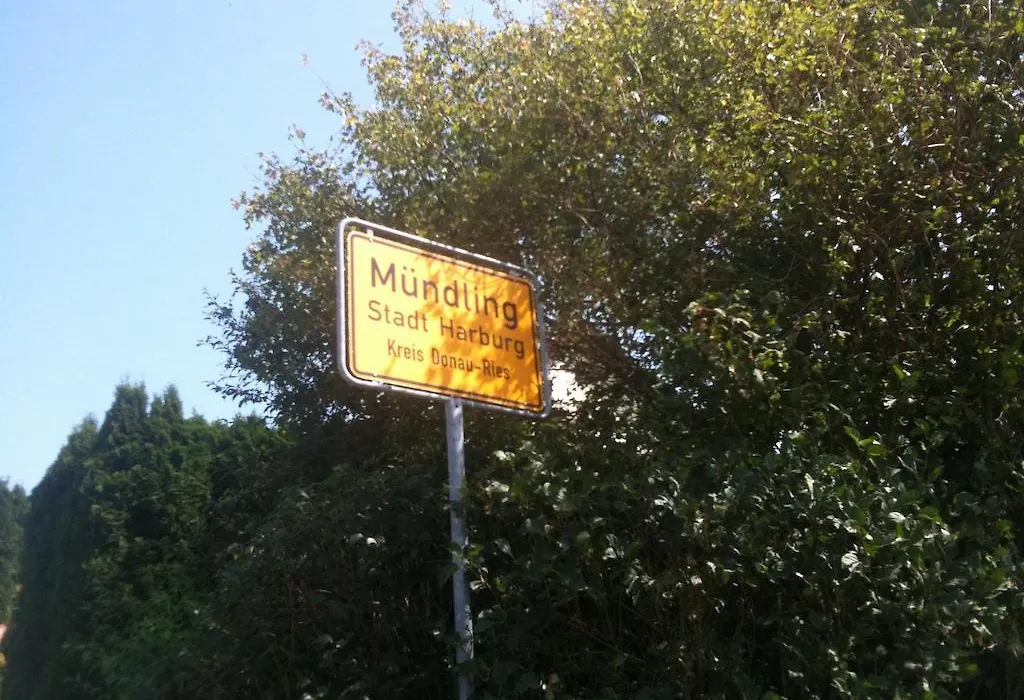 Mündling
Stadt Harburg
Kreis Donau-Ries